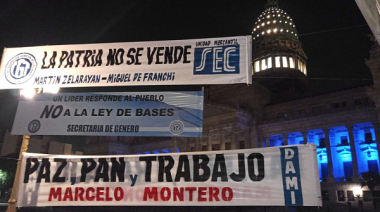 LA PATRIA NO SE VENDE
MARTIN ZELARAYAN - MIGUEL DE FRANCHI
UNIDAD MERCANTIL
SEC
UN LIDER RESPONDE AL PUEBLO
NO A LA LEY DE BASES
SECRETARIA DE GENERO
PAZ, PAN Y TRABAJO
MARCELO MONTERO
DAMI